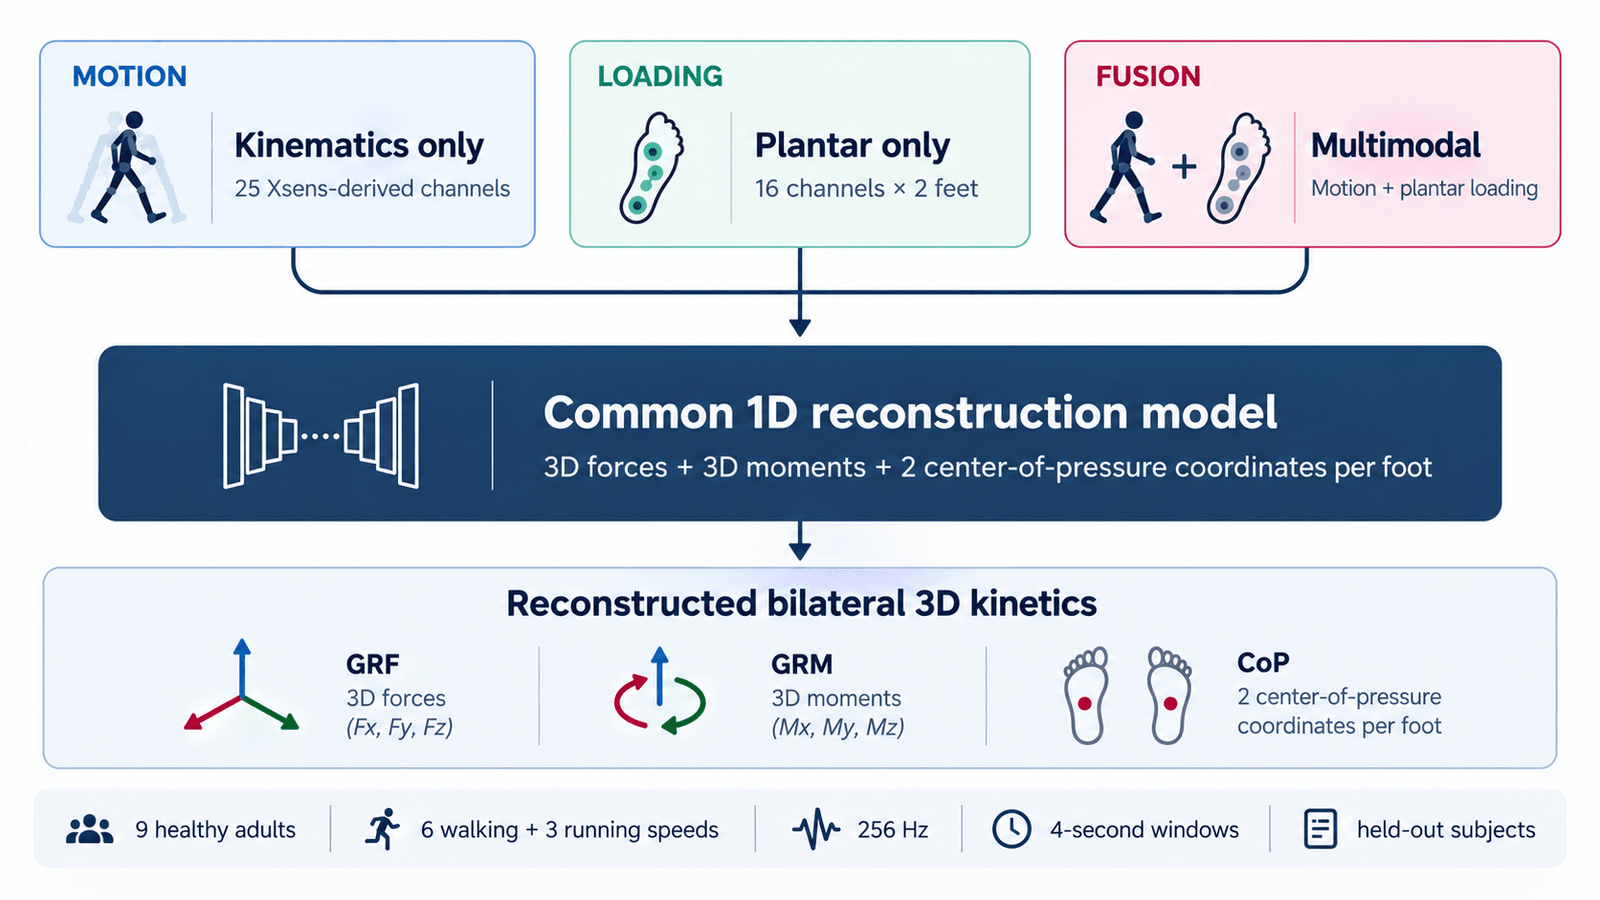 MOTION
Kinematics only
25 Xsens-derived channels
LOADING
Plantar only
16 channels × 2 feet
FUSION
+
Multimodal
Motion + plantar loading
Common 1D reconstruction model
3D forces + 3D moments + 2 center-of-pressure coordinates per foot
Reconstructed bilateral 3D kinetics
GRF
3D forces
(Fx, Fy, Fz)
GRM
3D moments
(Mx, My, Mz)
CoP
2 center-of-pressure
coordinates per foot
9 healthy adults
6 walking + 3 running speeds
256 Hz
4-second windows
held-out subjects